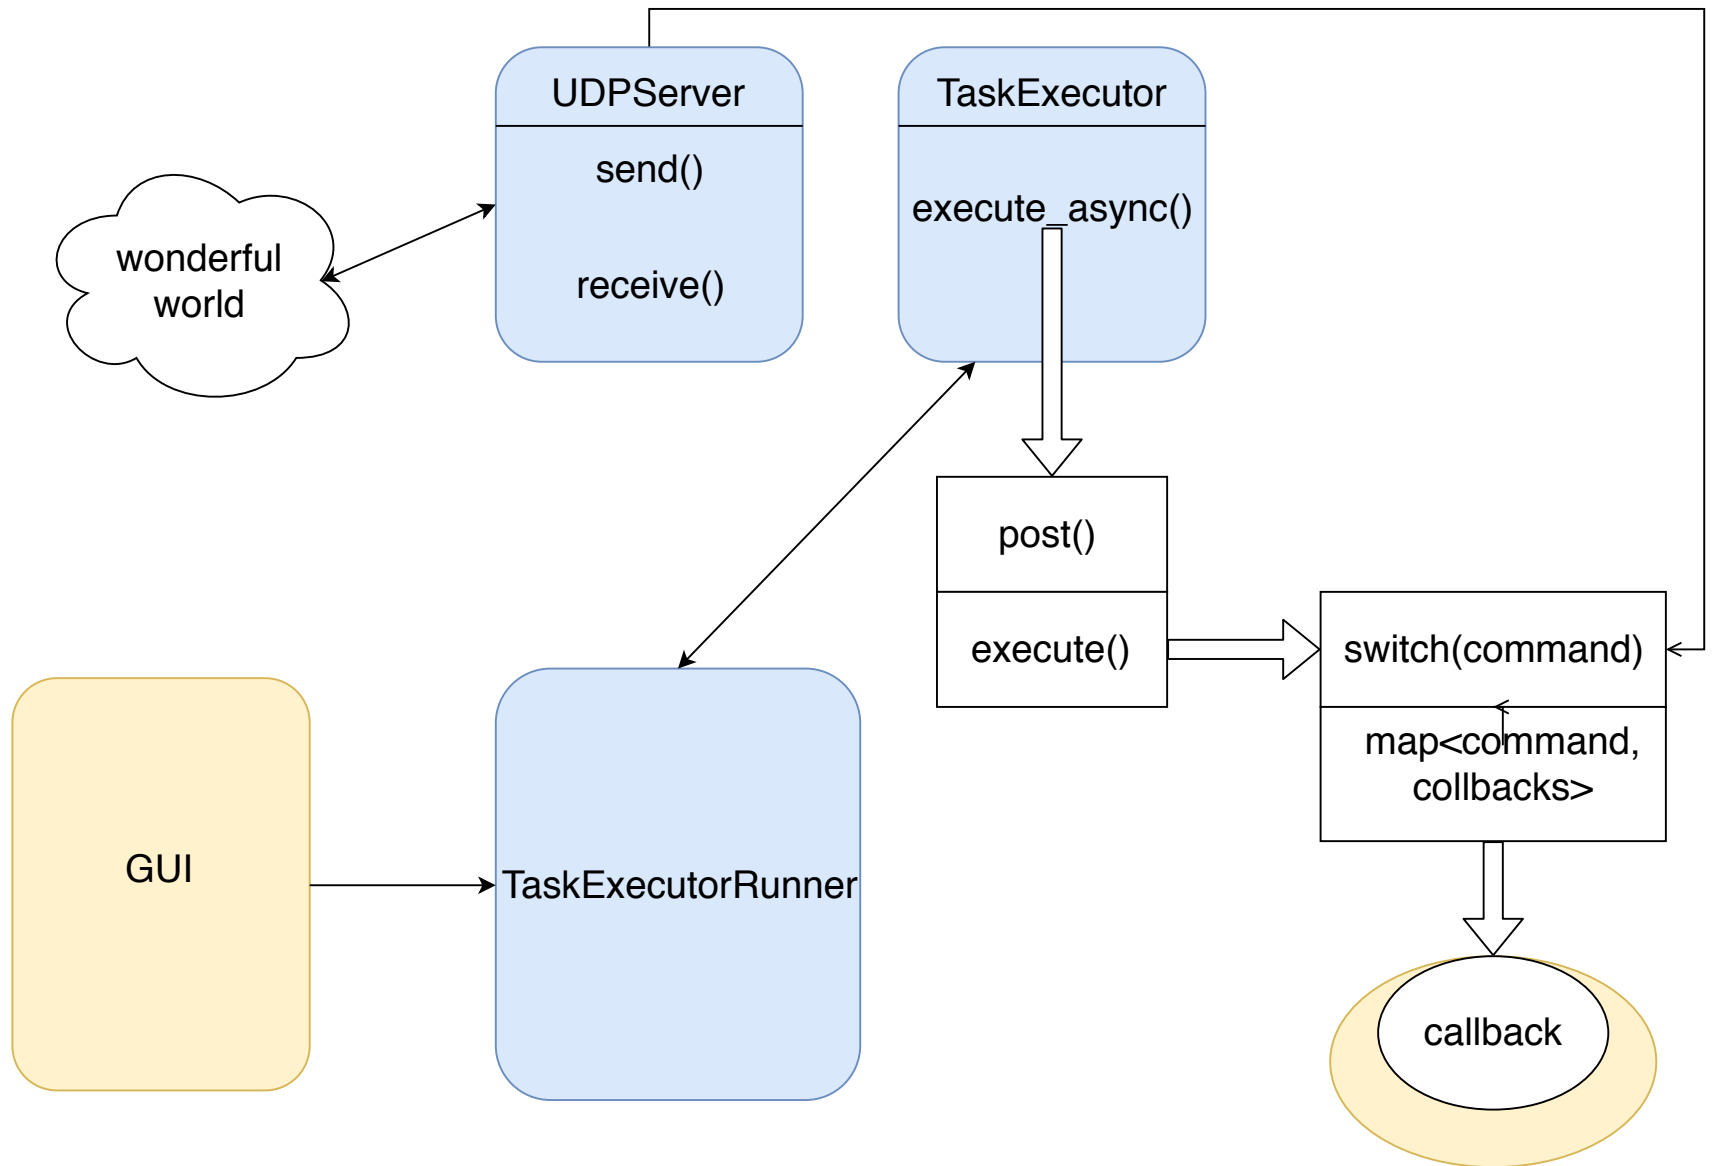 UDPServer
send()
receive()
TaskExecutor
execute_async()
wonderful
world
post()
execute()
switch(command)
map<command,
collbacks>
GUI
TaskExecutorRunner
callback